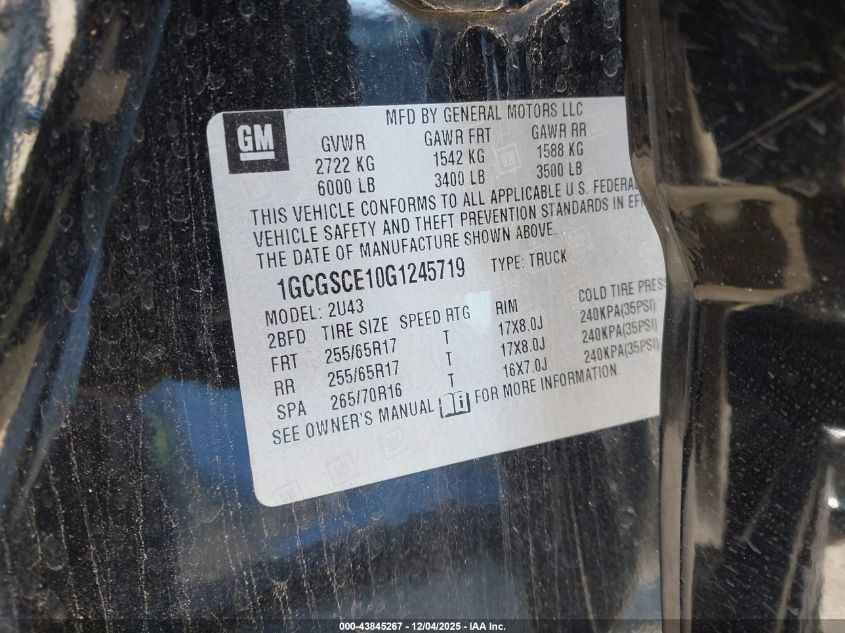 GM
MFD BY GENERAL MOTORS LLC
GVWR GAWR FRT GAWR RR
2722 KG 1542 KG 1588 KG
6000 LB 3400 LB 3500 LB
THIS VEHICLE CONFORMS TO ALL APPLICABLE U.S. FEDERAL
VEHICLE SAFETY AND THEFT PREVENTION STANDARDS IN EFF
THE DATE OF MANUFACTURE SHOWN ABOVE.
1GCGSCE10G1245719 TYPE: TRUCK
MODEL: 2U43
2BFD TIRE SIZE SPEED RTG RIM COLD TIRE PRES
FRT 255/65R17 T 17X8.0J 240KPA(35PSI)
RR 255/65R17 T 17X8.0J 240KPA(35PSI)
SPA 265/70R16 T 16X7.0J 240KPA(35PSI)
SEE OWNER'S MANUAL FOR MORE INFORMATION
000-43845267 - 12/04/2025 - IAA Inc.